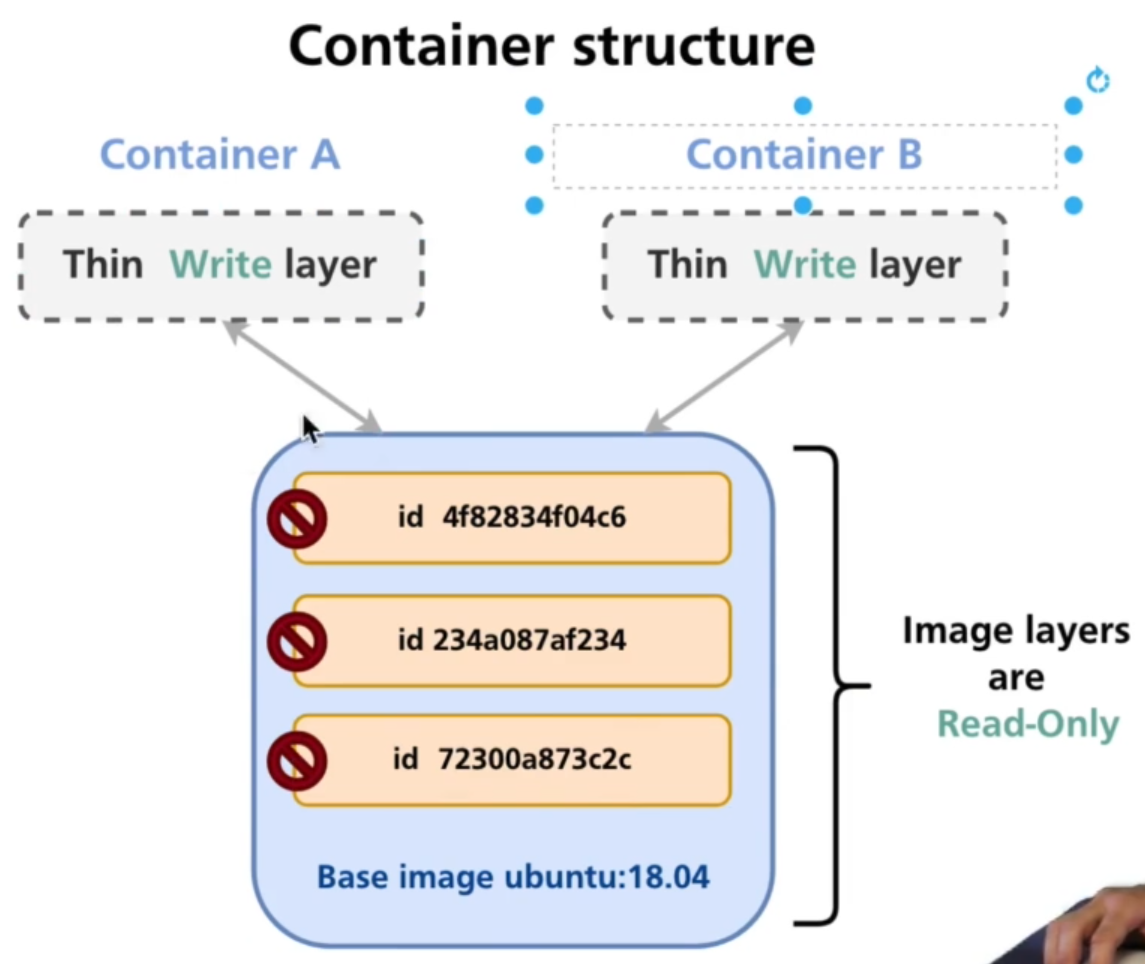 Container structure
Container A
Container B
Thin Write layer
Thin Write layer
id 4f82834f04c6
id 234a087af234
id 72300a873c2c
Base image ubuntu:18.04
Image layers
are
Read-Only